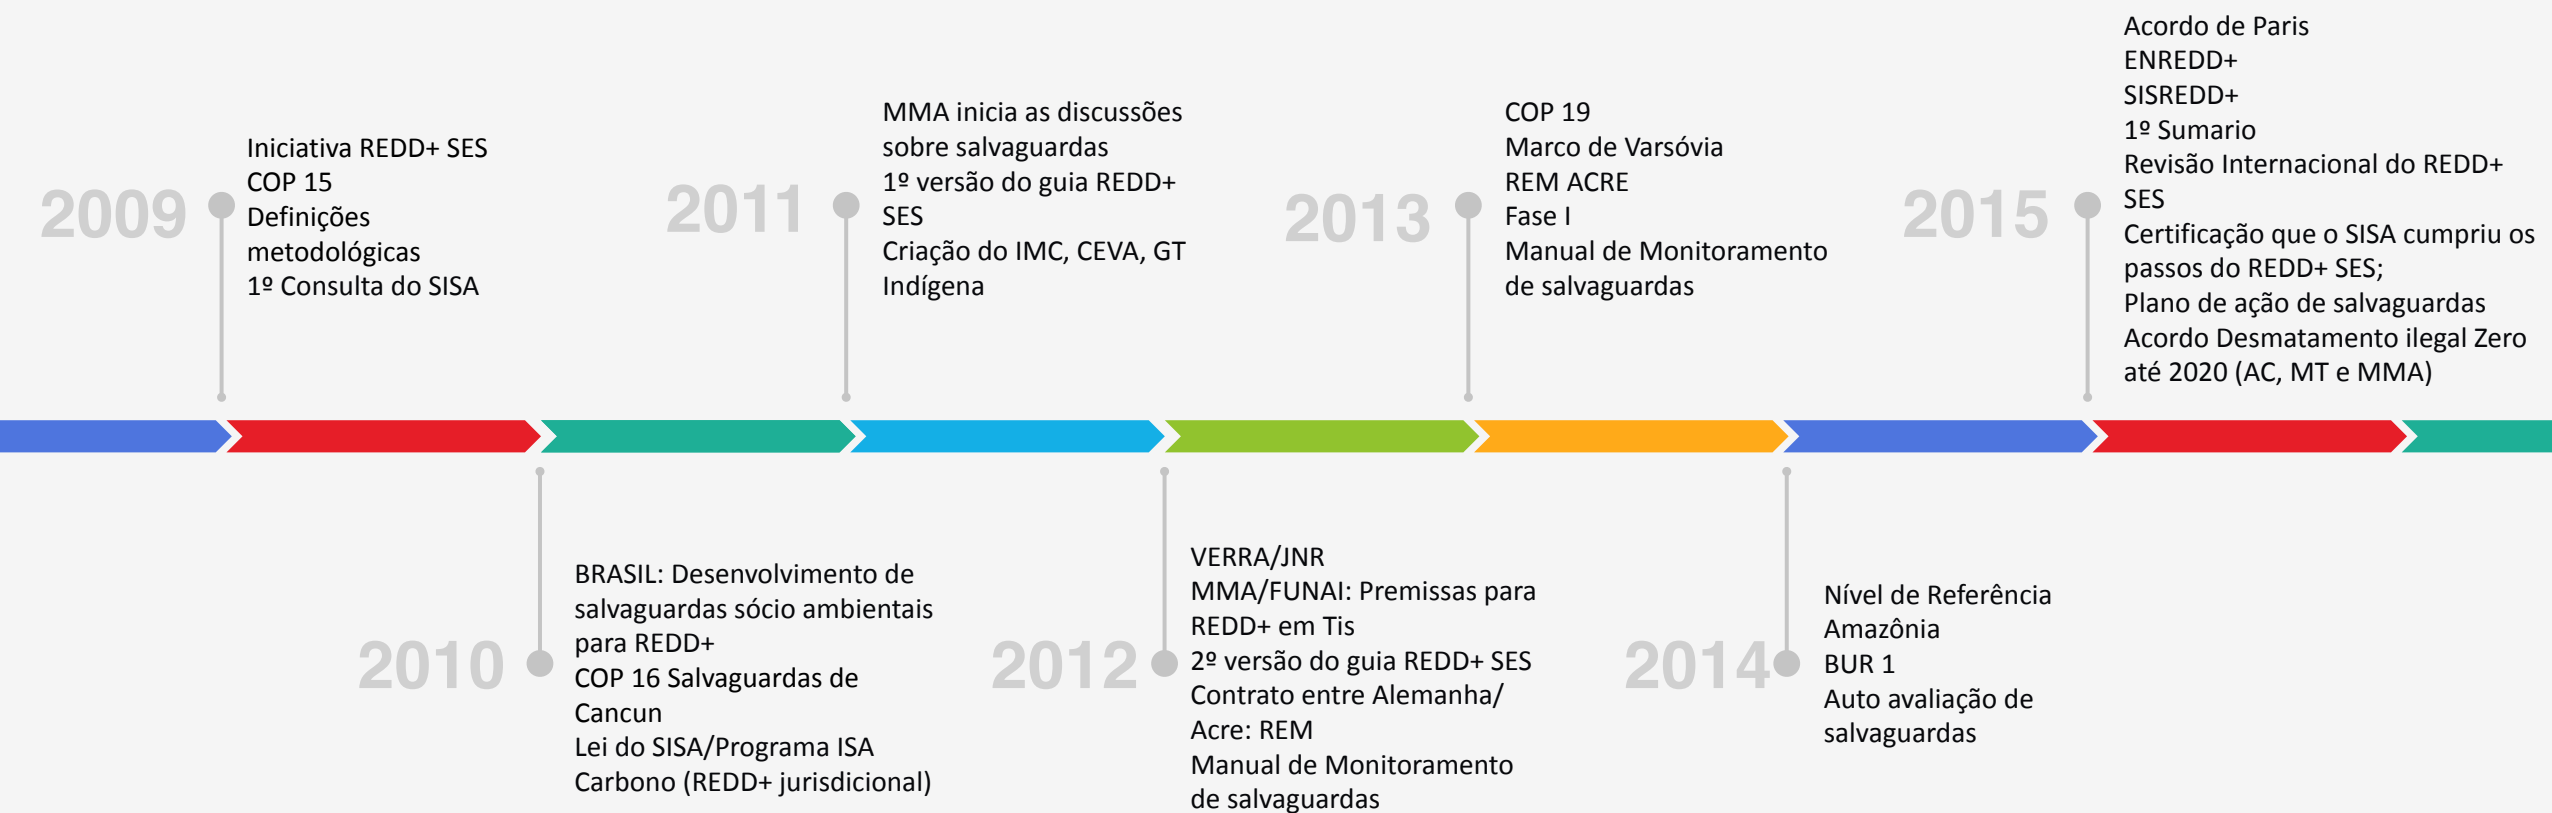 2009
Iniciativa REDD+ SES
COP 15
Definições
metodológicas
1º Consulta do SISA
2010
BRASIL: Desenvolvimento de
salvaguardas sócio ambientais
para REDD+
COP 16 Salvaguardas de
Cancun
Lei do SISA/Programa ISA
Carbono (REDD+ jurisdicional)
2011
MMA inicia as discussões
sobre salvaguardas
1º versão do guia REDD+
SES
Criação do IMC, CEVA, GT
Indígena
2012
VERRA/JNR
MMA/FUNAI: Premissas para
REDD+ em Tis
2º versão do guia REDD+ SES
Contrato entre Alemanha/
Acre: REM
Manual de Monitoramento
de salvaguardas
2013
COP 19
Marco de Varsóvia
REM ACRE
Fase I
Manual de Monitoramento
de salvaguardas
2014
Nível de Referência
Amazônia
BUR 1
Auto avaliação de
salvaguardas
2015
Acordo de Paris
ENREDD+
SISREDD+
1º Sumario
Revisão Internacional do REDD+
SES
Certificação que o SISA cumpriu os
passos do REDD+ SES;
Plano de ação de salvaguardas
Acordo Desmatamento ilegal Zero
até 2020 (AC, MT e MMA)